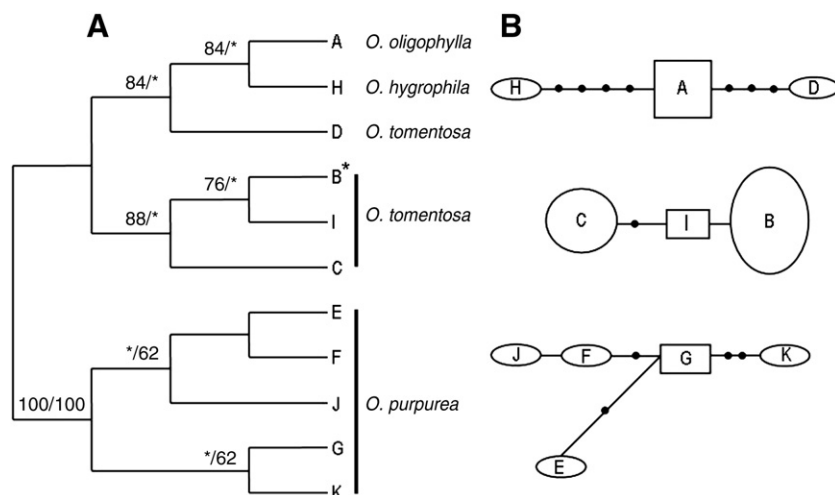 A
B
84/*
A
O. oligophylla
84/*
H
O. hygrophila
D
O. tomentosa
H
A
D
76/*
B*
88/*
I
O. tomentosa
C
C
I
B
E
*/62
F
J
O. purpurea
100/100
*/62
G
K
J
F
G
K
E